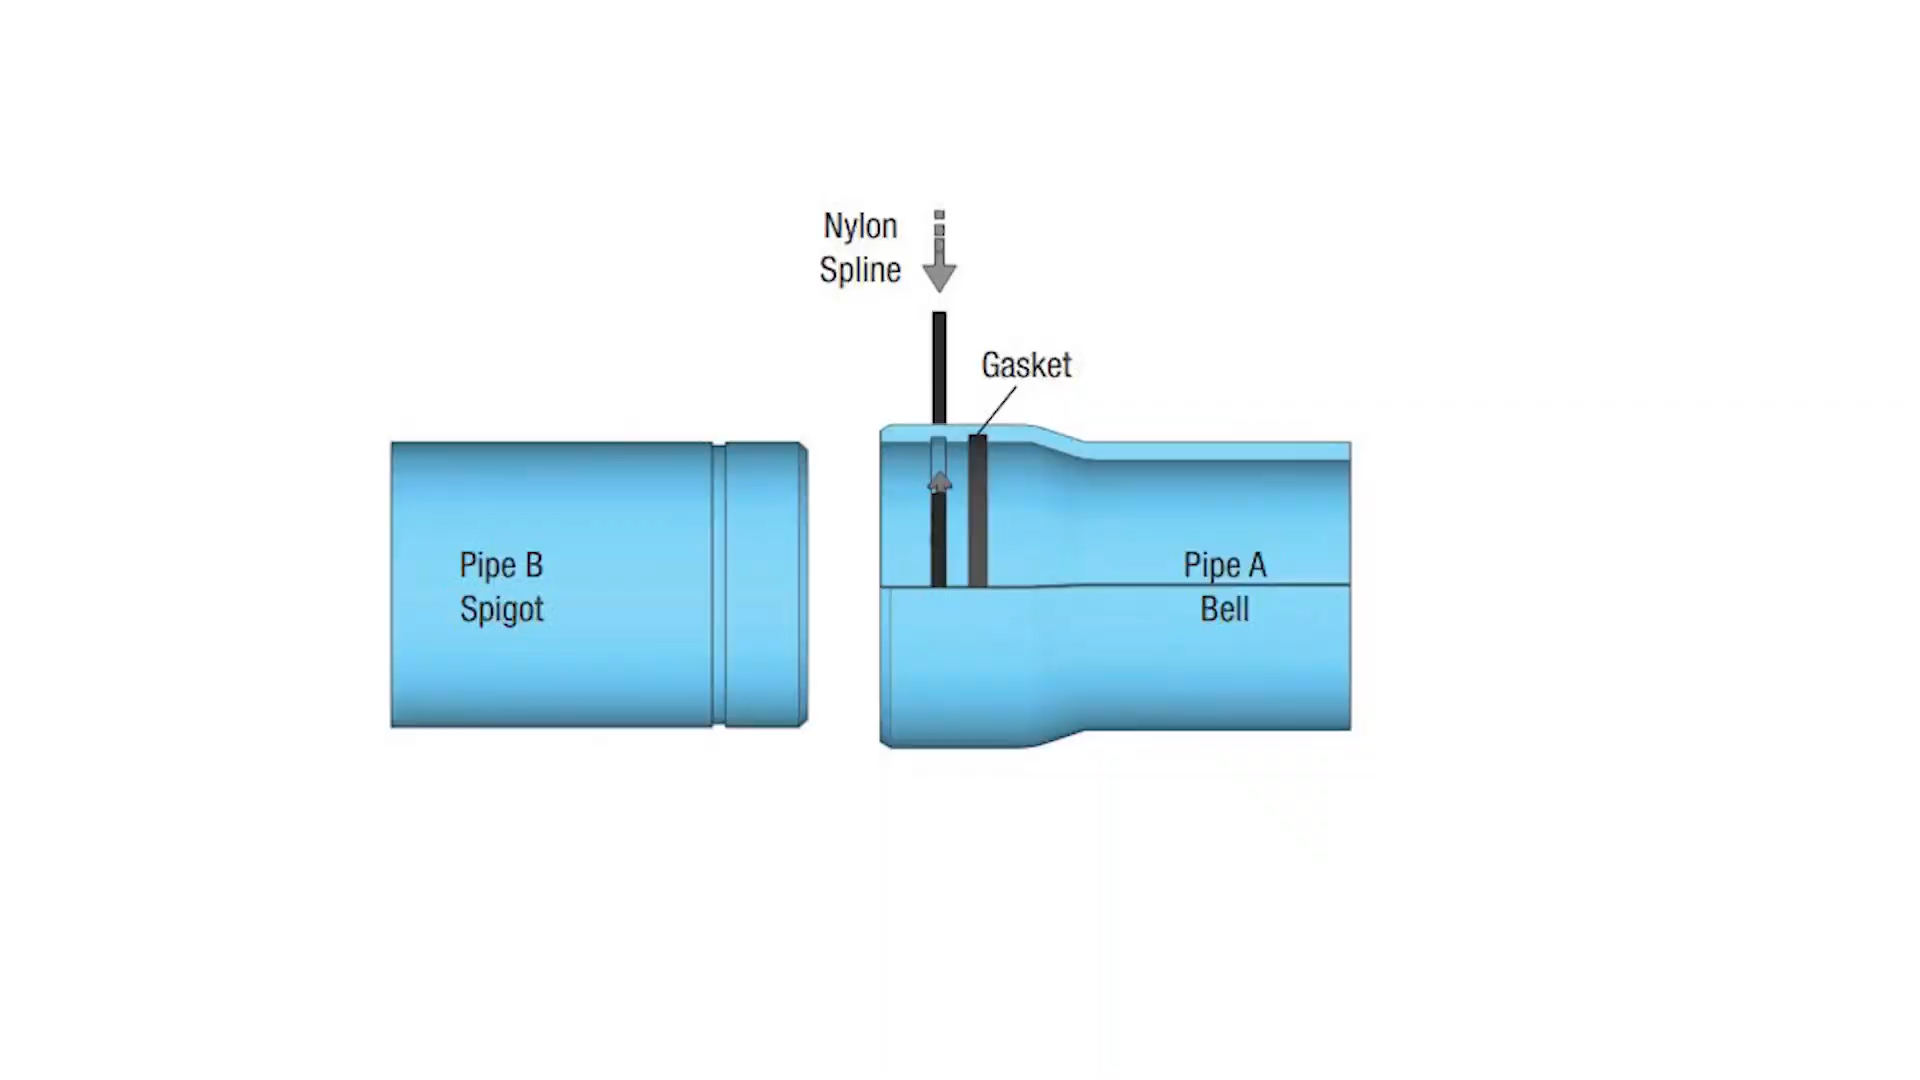 Nylon
Spline
Gasket
Pipe B
Spigot
Pipe A
Bell